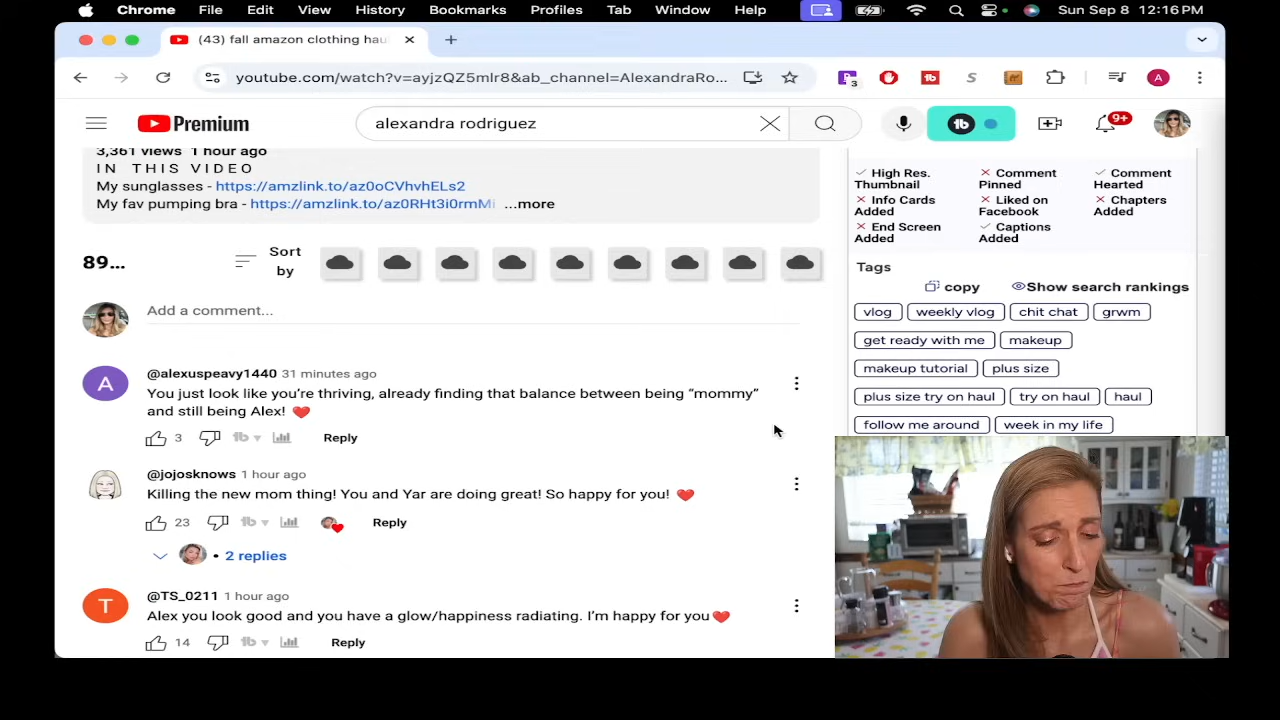 Chrome File Edit View History Bookmarks Profiles Tab Window Help Sun Sep 8 12:16 PM
(43) fall amazon clothing hau
youtube.com/watch?v=ayjzQZ5mlr8&ab_channel=AlexandraRo...
3
A
Premium
alexandra rodriguez
9+
3,361 views 1 hour ago
IN THIS VIDEO
My sunglasses - https://amzlink.to/az0oCVhvhELs2
My fav pumping bra - https://amzlink.to/az0RHt3i0rmMi ...more
89...
Sort
by
Add a comment...
A
@alexuspeavy1440 31 minutes ago
You just look like you're thriving, already finding that balance between being “mommy”
and still being Alex! ❤️
3
Reply
@jojosknows 1 hour ago
Killing the new mom thing! You and Yar are doing great! So happy for you! ❤️
23
Reply
• 2 replies
T
@TS_0211 1 hour ago
Alex you look good and you have a glow/happiness radiating. I'm happy for you❤️
14
Reply
High Res.
Thumbnail
Comment
Pinned
Comment
Hearted
Info Cards
Added
Liked on
Facebook
Chapters
Added
End Screen
Added
Captions
Added
Tags
copy Show search rankings
vlog weekly vlog chit chat grwm
get ready with me makeup
makeup tutorial plus size
plus size try on haul try on haul haul
follow me around week in my life